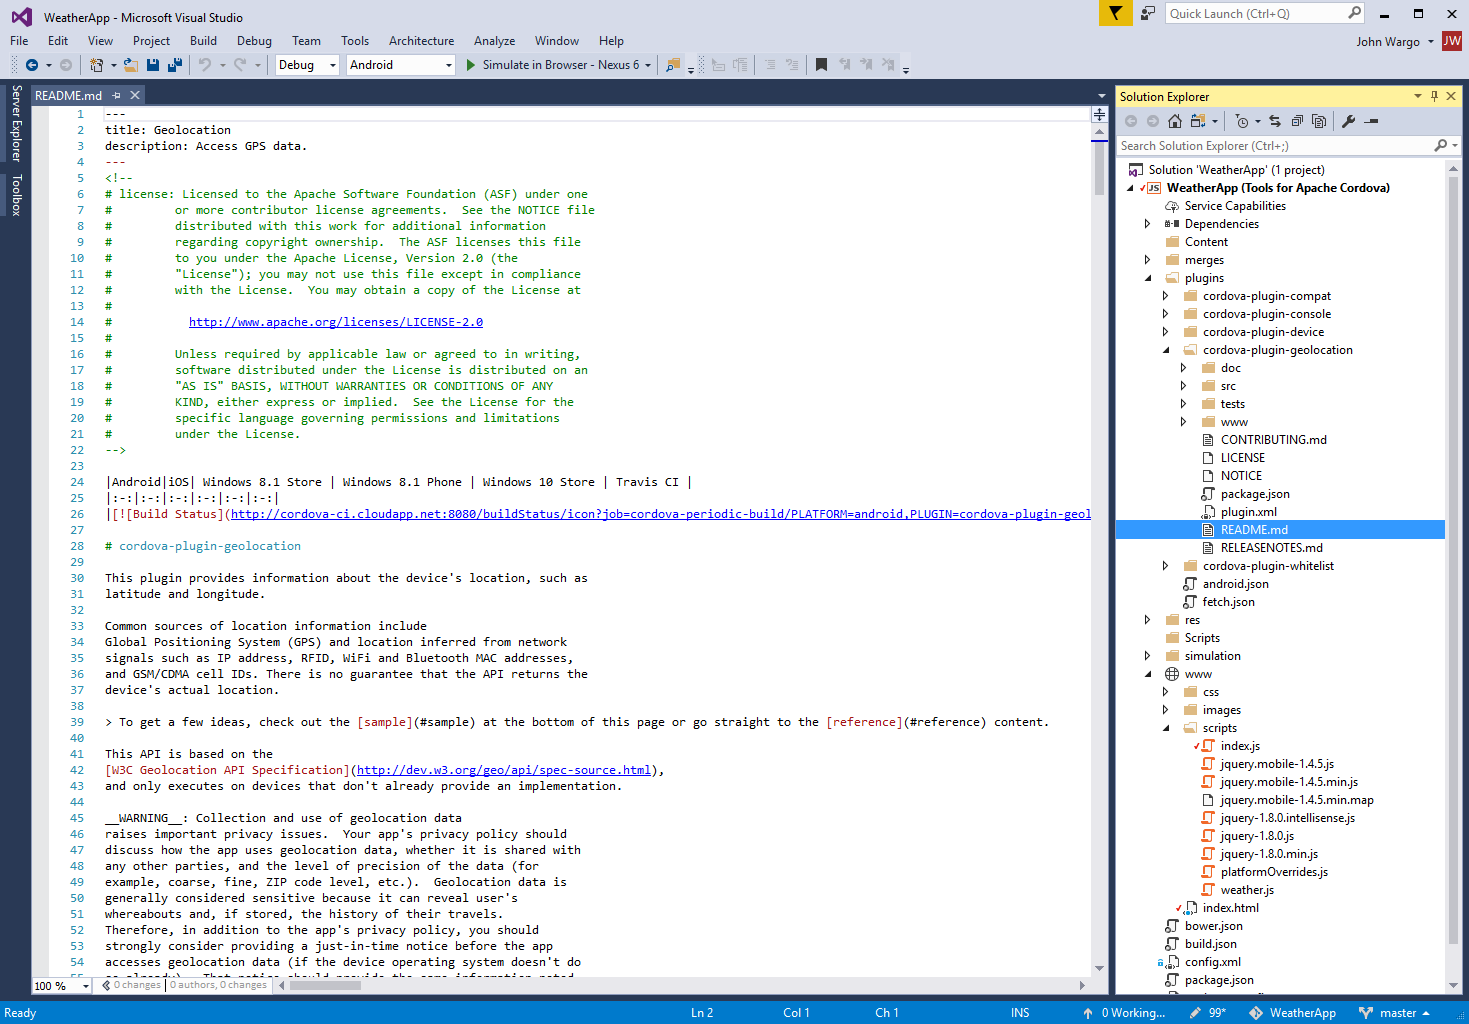 WeatherApp - Microsoft Visual Studio
Quick Launch (Ctrl+Q)
File Edit View Project Build Debug Team Tools Architecture Analyze Window Help
John Wargo JW
Debug Android Simulate in Browser - Nexus 6
Server Explorer
Toolbox
README.md
1 ---
2 title: Geolocation
3 description: Access GPS data.
4 ---
5 <!--
6 # license: Licensed to the Apache Software Foundation (ASF) under one
7 #         or more contributor license agreements.  See the NOTICE file
8 #         distributed with this work for additional information
9 #         regarding copyright ownership.  The ASF licenses this file
10 #         to you under the Apache License, Version 2.0 (the
11 #         "License"); you may not use this file except in compliance
12 #         with the License.  You may obtain a copy of the License at
13 #
14 #           http://www.apache.org/licenses/LICENSE-2.0
15 #
16 #         Unless required by applicable law or agreed to in writing,
17 #         software distributed under the License is distributed on an
18 #         "AS IS" BASIS, WITHOUT WARRANTIES OR CONDITIONS OF ANY
19 #         KIND, either express or implied.  See the License for the
20 #         specific language governing permissions and limitations
21 #         under the License.
22 -->
23
24 |Android|iOS| Windows 8.1 Store | Windows 8.1 Phone | Windows 10 Store | Travis CI |
25 |:-:|:-:|:-:|:-:|:-:|:-:|
26 |[![Build Status](http://cordova-ci.cloudapp.net:8080/buildStatus/icon?job=cordova-periodic-build/PLATFORM=android,PLUGIN=cordova-plugin-geol
27
28 # cordova-plugin-geolocation
29
30 This plugin provides information about the device's location, such as
31 latitude and longitude.
32
33 Common sources of location information include
34 Global Positioning System (GPS) and location inferred from network
35 signals such as IP address, RFID, WiFi and Bluetooth MAC addresses,
36 and GSM/CDMA cell IDs. There is no guarantee that the API returns the
37 device's actual location.
38
39 > To get a few ideas, check out the [sample](#sample) at the bottom of this page or go straight to the [reference](#reference) content.
40
41 This API is based on the
42 [W3C Geolocation API Specification](http://dev.w3.org/geo/api/spec-source.html),
43 and only executes on devices that don't already provide an implementation.
44
45 __WARNING__: Collection and use of geolocation data
46 raises important privacy issues.  Your app's privacy policy should
47 discuss how the app uses geolocation data, whether it is shared with
48 any other parties, and the level of precision of the data (for
49 example, coarse, fine, ZIP code level, etc.).  Geolocation data is
50 generally considered sensitive because it can reveal user's
51 whereabouts and, if stored, the history of their travels.
52 Therefore, in addition to the app's privacy policy, you should
53 strongly consider providing a just-in-time notice before the app
54 accesses geolocation data (if the device operating system doesn't do
100 % 0 changes | 0 authors, 0 changes
Solution Explorer
Search Solution Explorer (Ctrl+;)
Solution 'WeatherApp' (1 project)
JS WeatherApp (Tools for Apache Cordova)
Service Capabilities
Dependencies
Content
merges
plugins
cordova-plugin-compat
cordova-plugin-console
cordova-plugin-device
cordova-plugin-geolocation
doc
src
tests
www
CONTRIBUTING.md
LICENSE
NOTICE
package.json
plugin.xml
README.md
RELEASENOTES.md
cordova-plugin-whitelist
android.json
fetch.json
res
Scripts
simulation
www
css
images
scripts
index.js
jquery.mobile-1.4.5.js
jquery.mobile-1.4.5.min.js
jquery.mobile-1.4.5.min.map
jquery-1.8.0.intellisense.js
jquery-1.8.0.js
jquery-1.8.0.min.js
platformOverrides.js
weather.js
index.html
bower.json
build.json
config.xml
package.json
Ready Ln 2 Col 1 Ch 1 INS 0 Working... 99* WeatherApp master